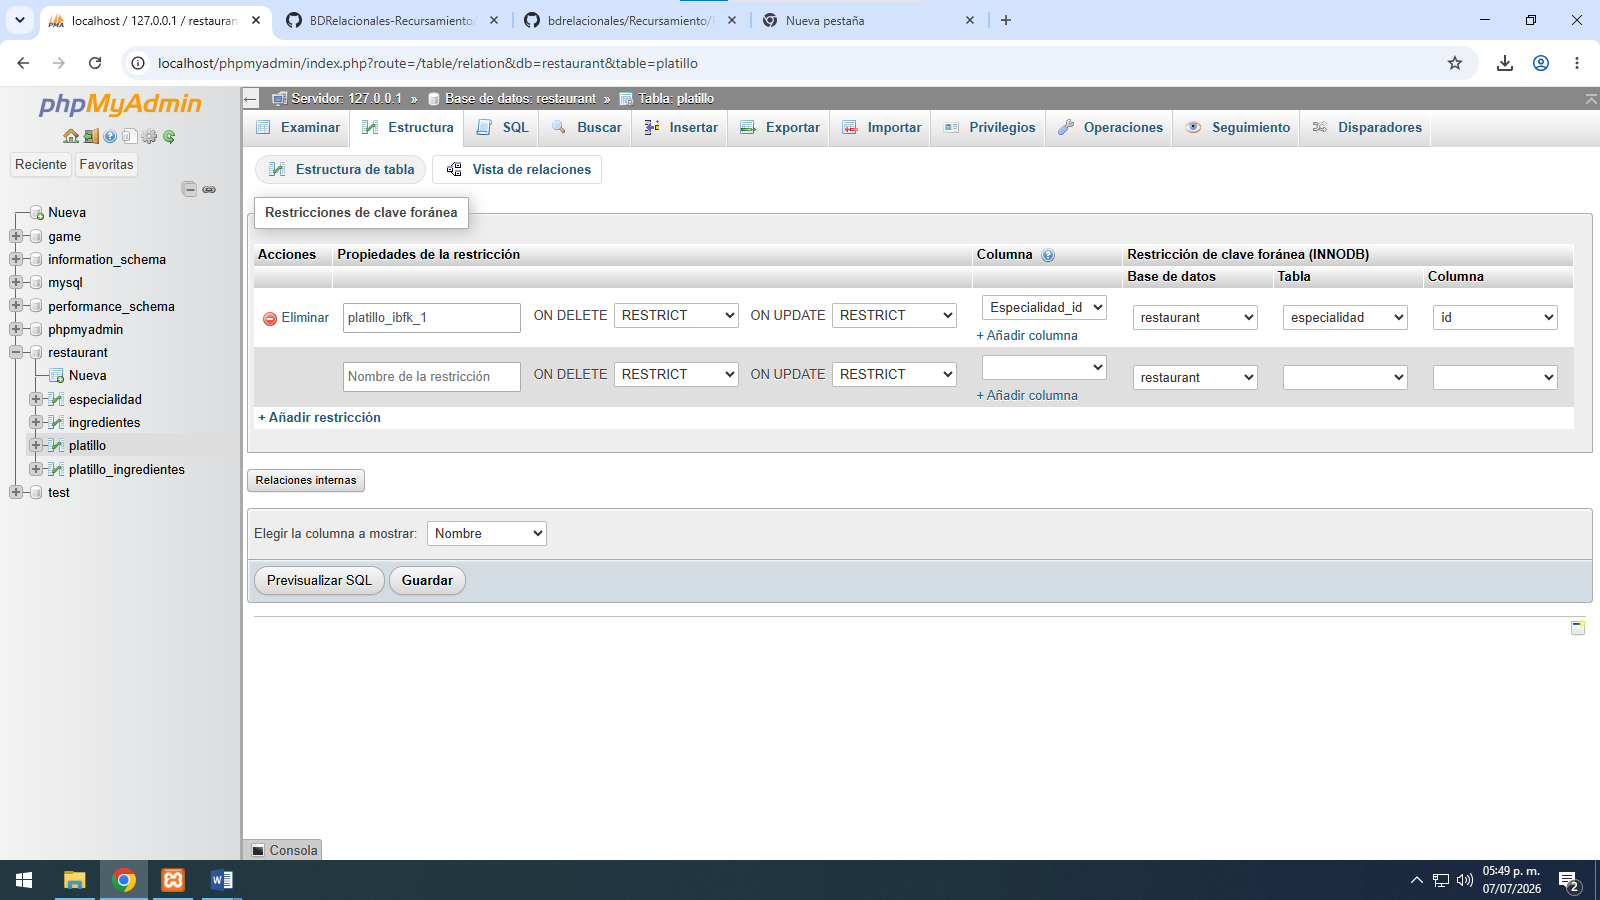 localhost / 127.0.0.1 / restauran
BDRelacionales-Recursamiento/
bdrelacionales/Recursamiento/
Nueva pestaña
localhost/phpmyadmin/index.php?route=/table/relation&db=restaurant&table=platillo
phpMyAdmin
Reciente
Favoritas
Nueva
game
information_schema
mysql
performance_schema
phpmyadmin
restaurant
Nueva
especialidad
ingredientes
platillo
platillo_ingredientes
test
Servidor: 127.0.0.1 » Base de datos: restaurant » Tabla: platillo
Examinar Estructura SQL Buscar Insertar Exportar Importar Privilegios Operaciones Seguimiento Disparadores
Estructura de tabla Vista de relaciones
Restricciones de clave foránea
Acciones Propiedades de la restricción Columna Restricción de clave foránea (INNODB)
Base de datos Tabla Columna
Eliminar platillo_ibfk_1 ON DELETE RESTRICT ON UPDATE RESTRICT Especialidad_id restaurant especialidad id
+ Añadir columna
Nombre de la restricción ON DELETE RESTRICT ON UPDATE RESTRICT restaurant
+ Añadir columna
+ Añadir restricción
Relaciones internas
Elegir la columna a mostrar: Nombre
Previsualizar SQL Guardar
Consola
05:49 p. m.
07/07/2026
2